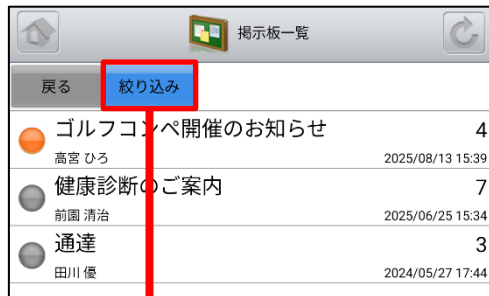 掲示板一覧
戻る 絞り込み
ゴルフコンペ開催のお知らせ 4
高宮 ひろ 2025/08/13 15:39
健康診断のご案内 7
前園 清治 2025/06/25 15:34
通達 3
田川 優 2024/05/27 17:44